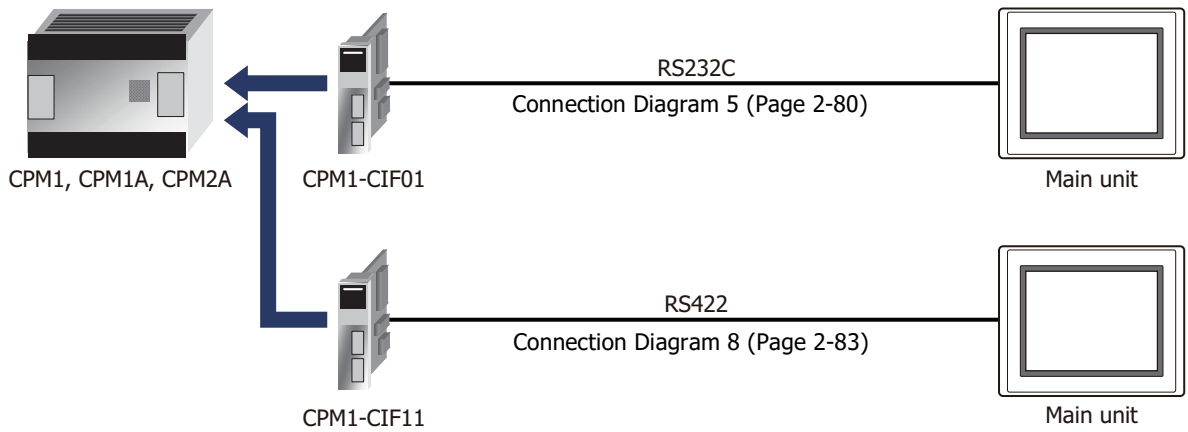 RS232C
Connection Diagram 5 (Page 2-80)
CPM1, CPM1A, CPM2A
CPM1-CIF01
Main unit
RS422
Connection Diagram 8 (Page 2-83)
CPM1-CIF11
Main unit